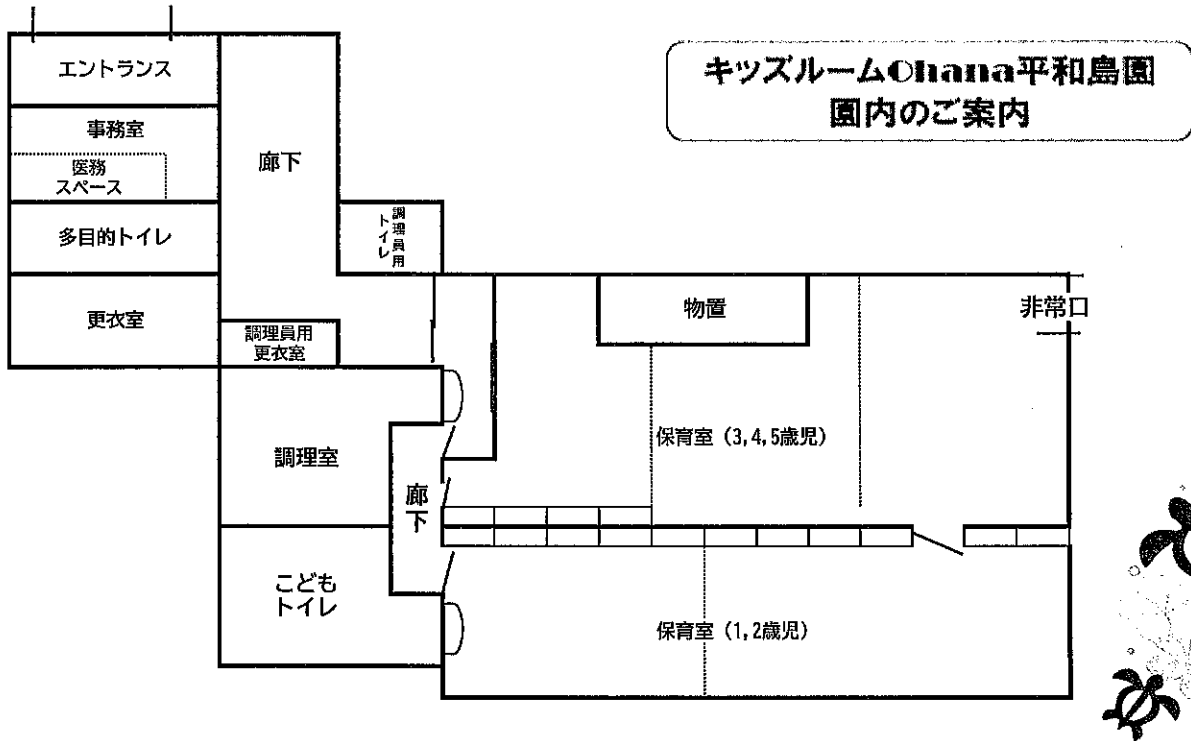 キッズルームOhana平和島園
園内のご案内
エントランス
事務室
医務
スペース
多目的トイレ
更衣室
廊下
調理員用
トイレ
調理員用
更衣室
物置
非常口
調理室
廊下
保育室（3,4,5歳児）
こども
トイレ
保育室（1,2歳児）